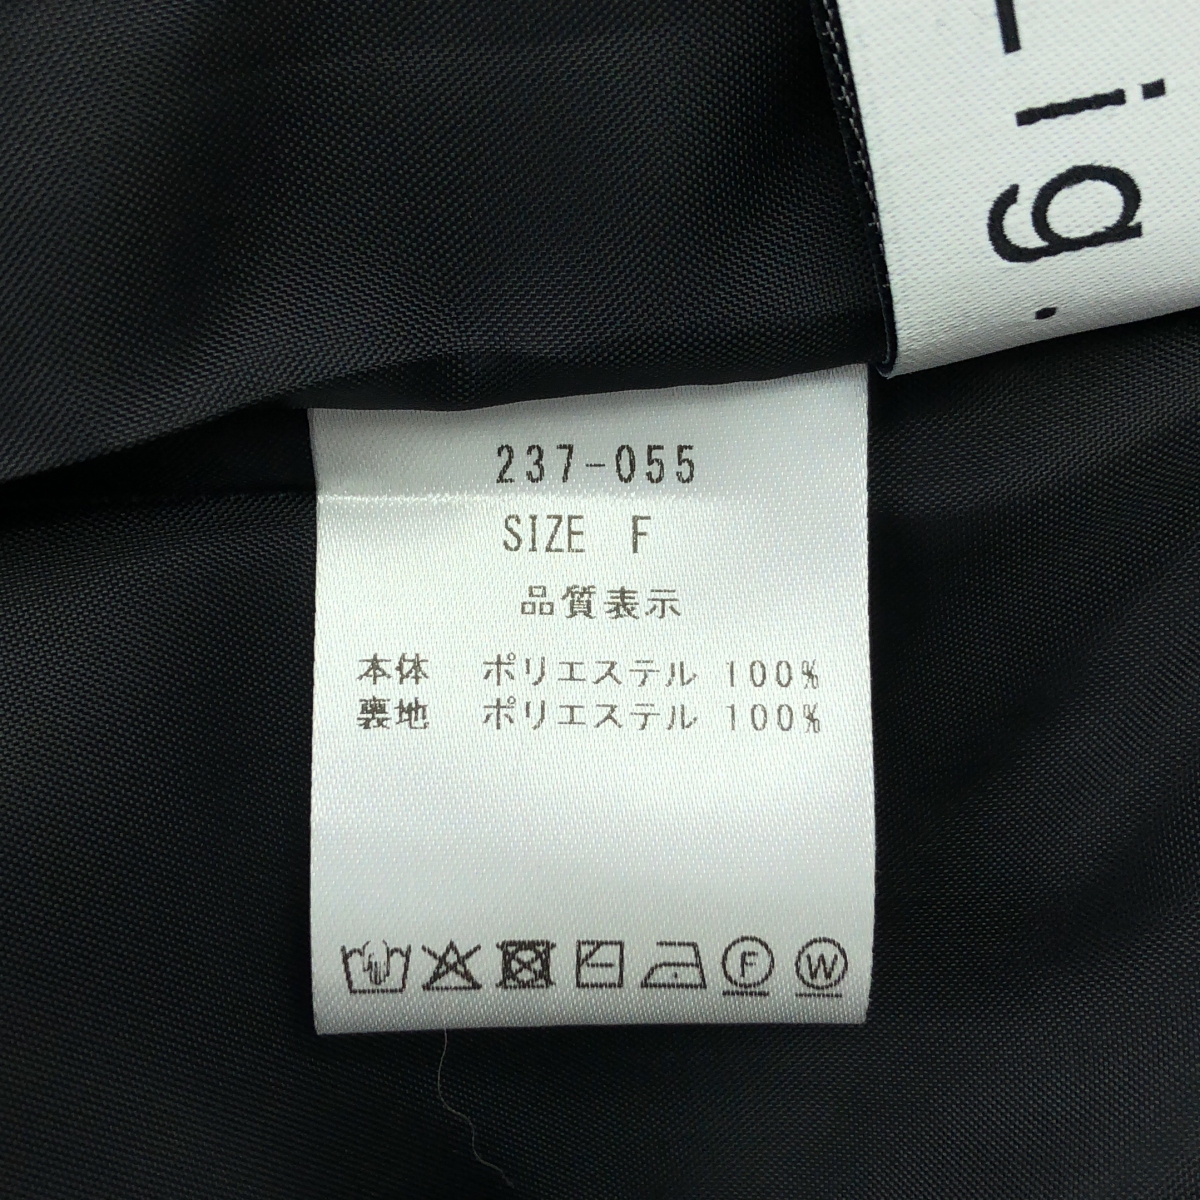 Lig
237-055
SIZE F
品質表示
本体 ポリエステル 100%
裏地 ポリエステル 100%
F W